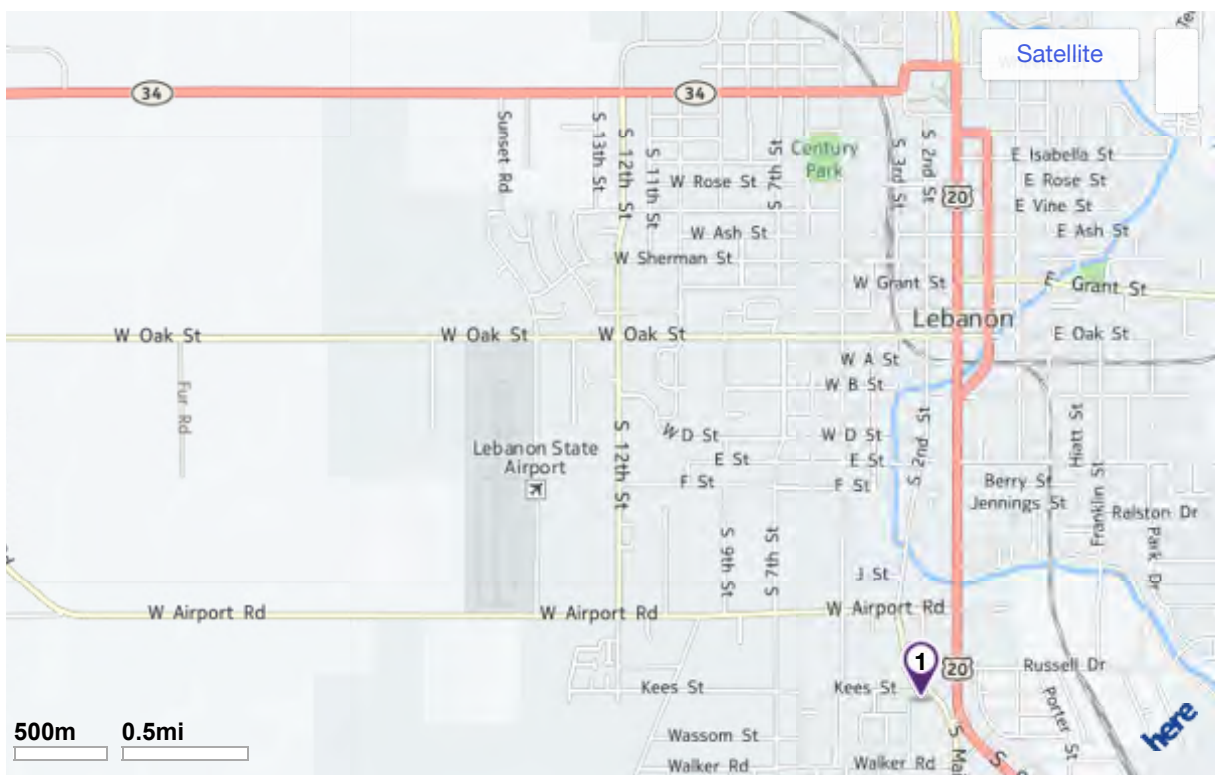 Satellite
34
34
Sunset Rd
S 13th St
S 12th St
S 11th St
W Rose St
S 7th St
Century
Park
S 3rd St
S 2nd St
20
E Isabella St
E Rose St
E Vine St
E Ash St
W Ash St
W Sherman St
W Grant St
E Grant St
Lebanon
W Oak St
W Oak St
W Oak St
E Oak St
W A St
W B St
Fur Rd
Lebanon State
Airport
S 12th St
W D St
W D St
E St
E St
F St
F St
S 2nd St
Hiatt St
Berry St
Jennings St
Franklin St
Ralston Dr
Park Dr
S 9th St
S 7th St
J St
W Airport Rd
W Airport Rd
W Airport Rd
1
20
Russell Dr
Kees St
Kees St
Porter St
Wassom St
Walker Rd
Walker Rd
here
500m
0.5mi